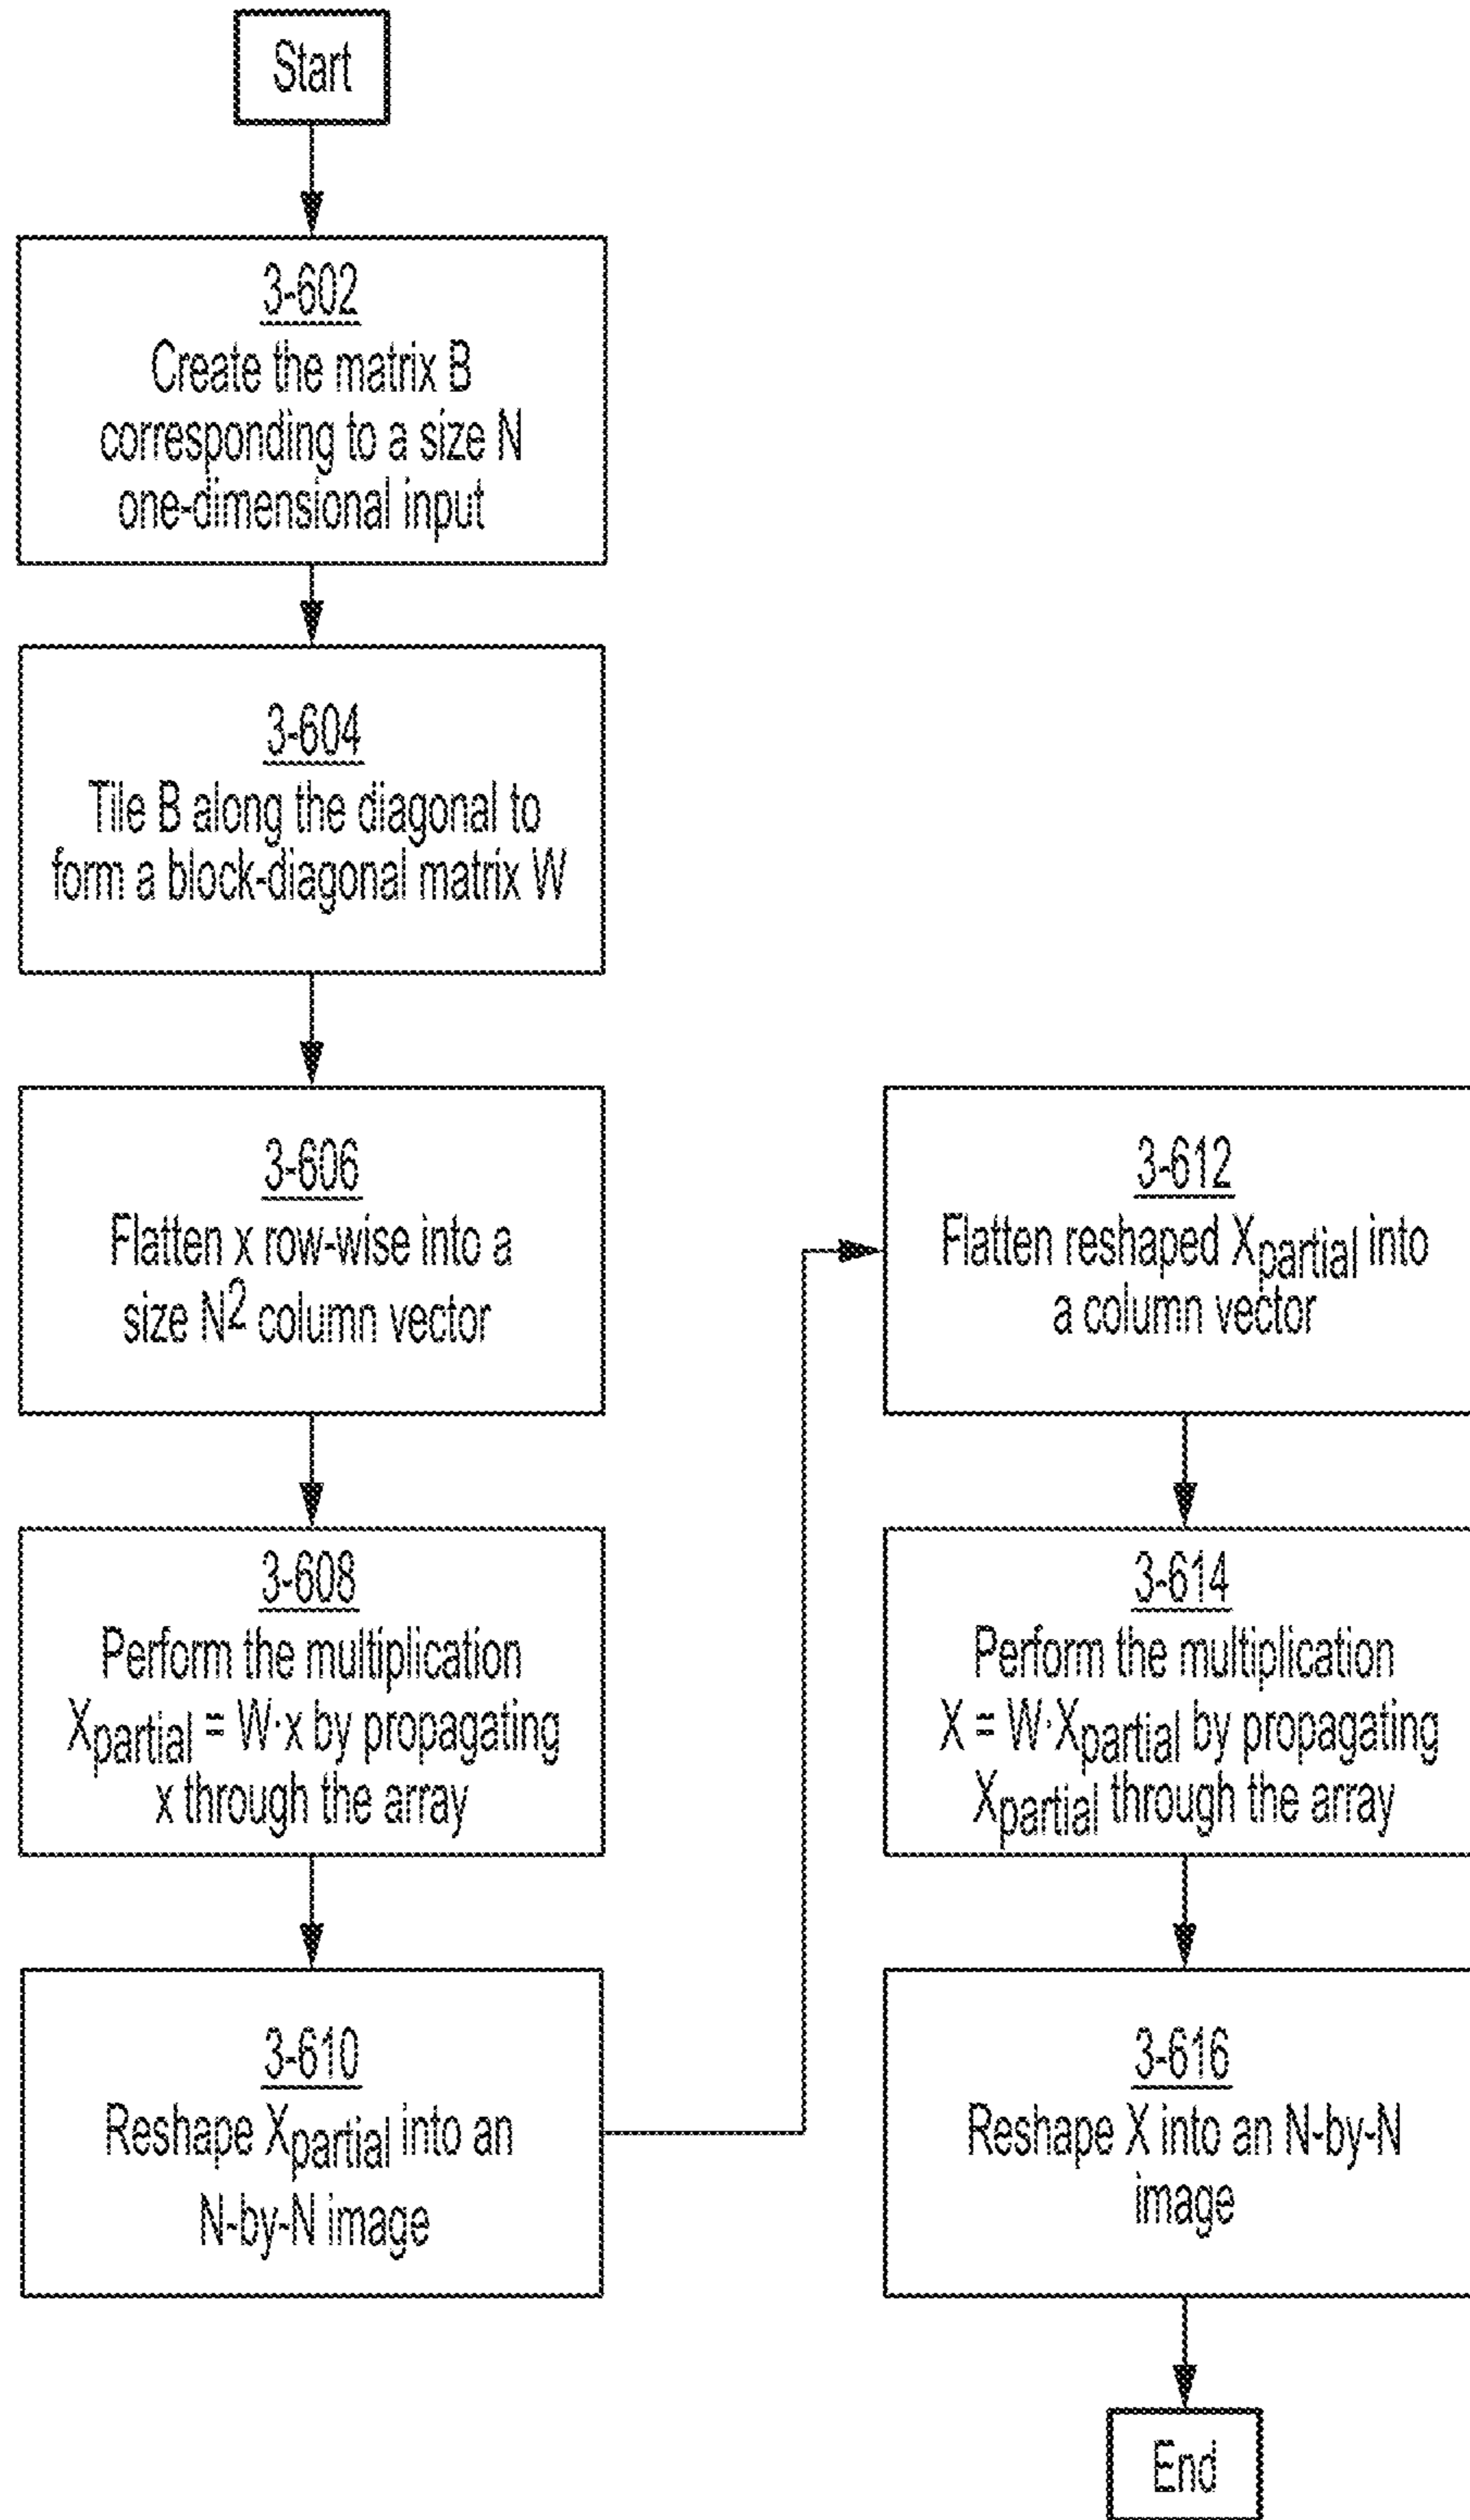 Start
3-602
Create the matrix B
corresponding to a size N
one-dimensional input
3-604
Tile B along the diagonal to
form a block-diagonal matrix W
3-606
Flatten x row-wise into a
size N² column vector
3-608
Perform the multiplication
Xpartial = W·x by propagating
x through the array
3-610
Reshape Xpartial into an
N-by-N image
3-612
Flatten reshaped Xpartial into
a column vector
3-614
Perform the multiplication
X = W·Xpartial by propagating
Xpartial through the array
3-616
Reshape X into an N-by-N
image
End